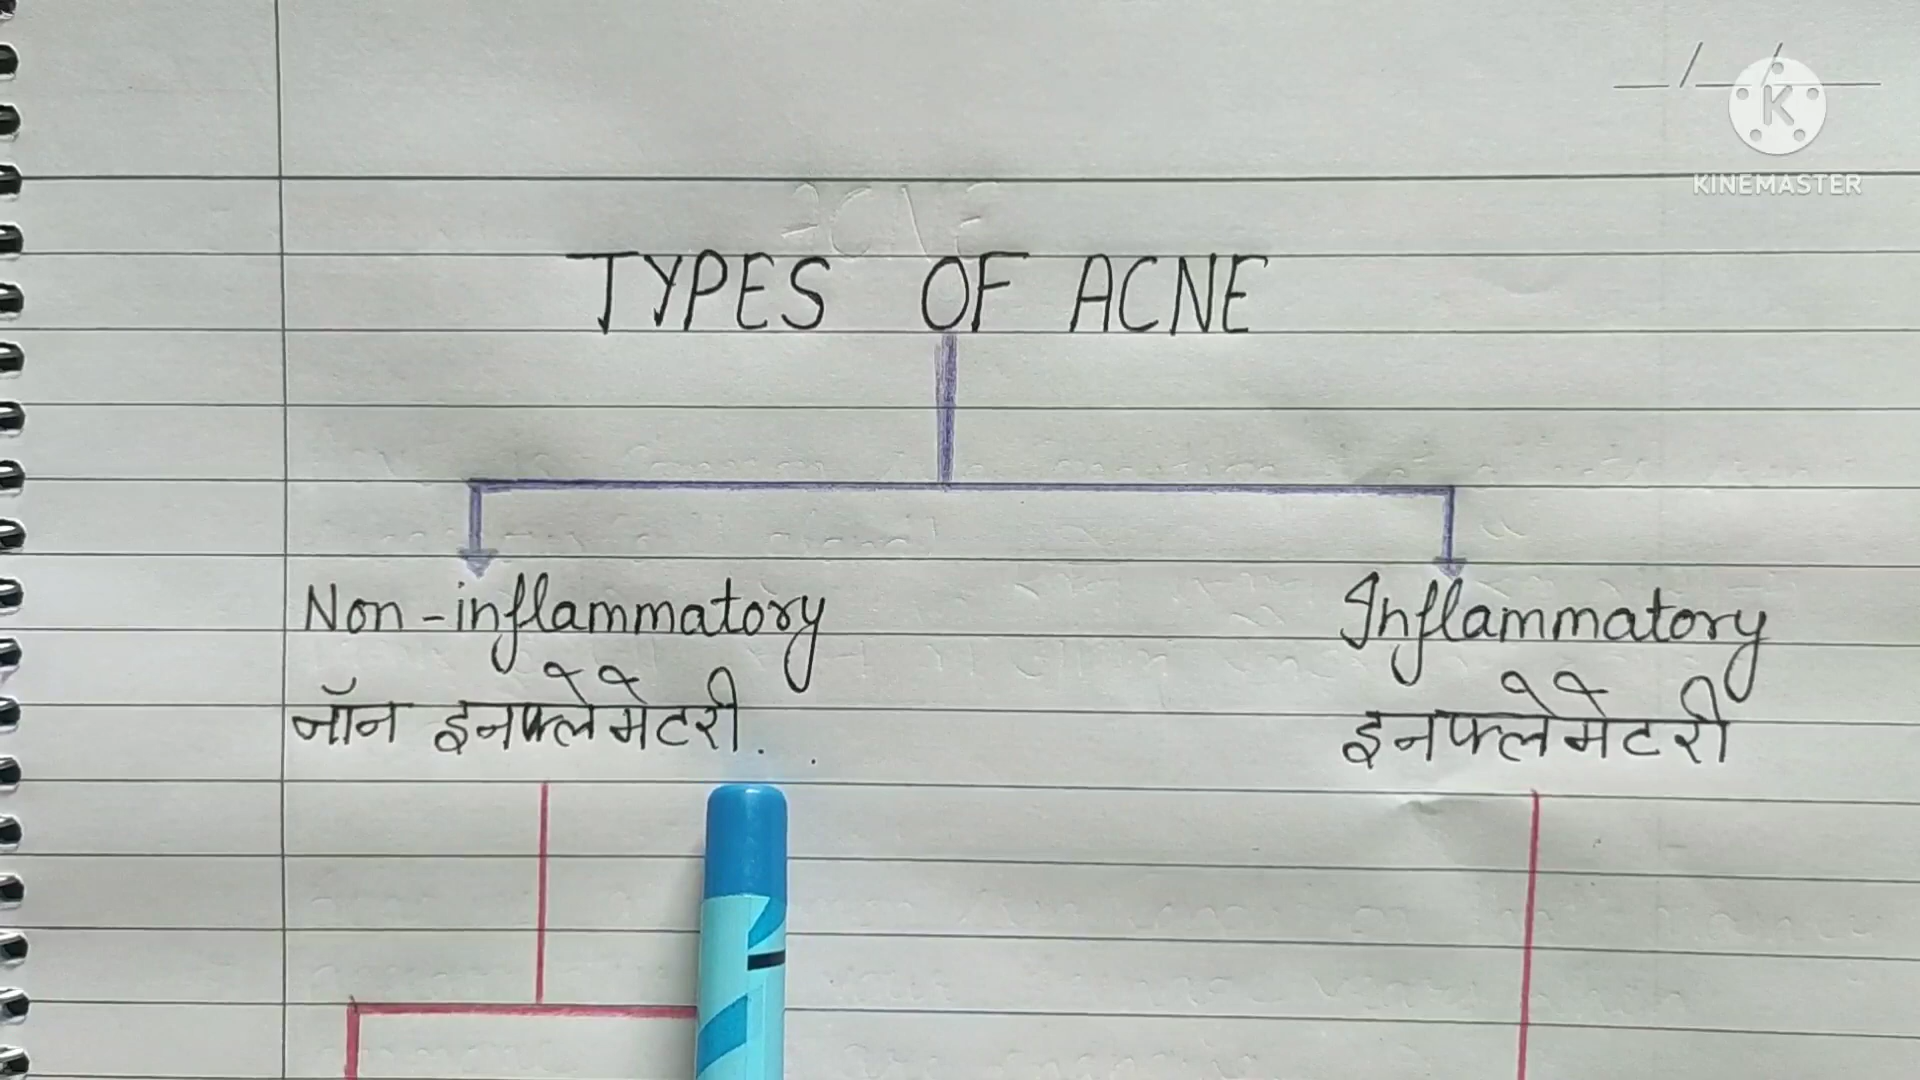 KINEMASTER
TYPES OF ACNE
Non-inflammatory
नॉन इनफ्लेमेटरी.
Inflammatory
इनफ्लेमेटरी